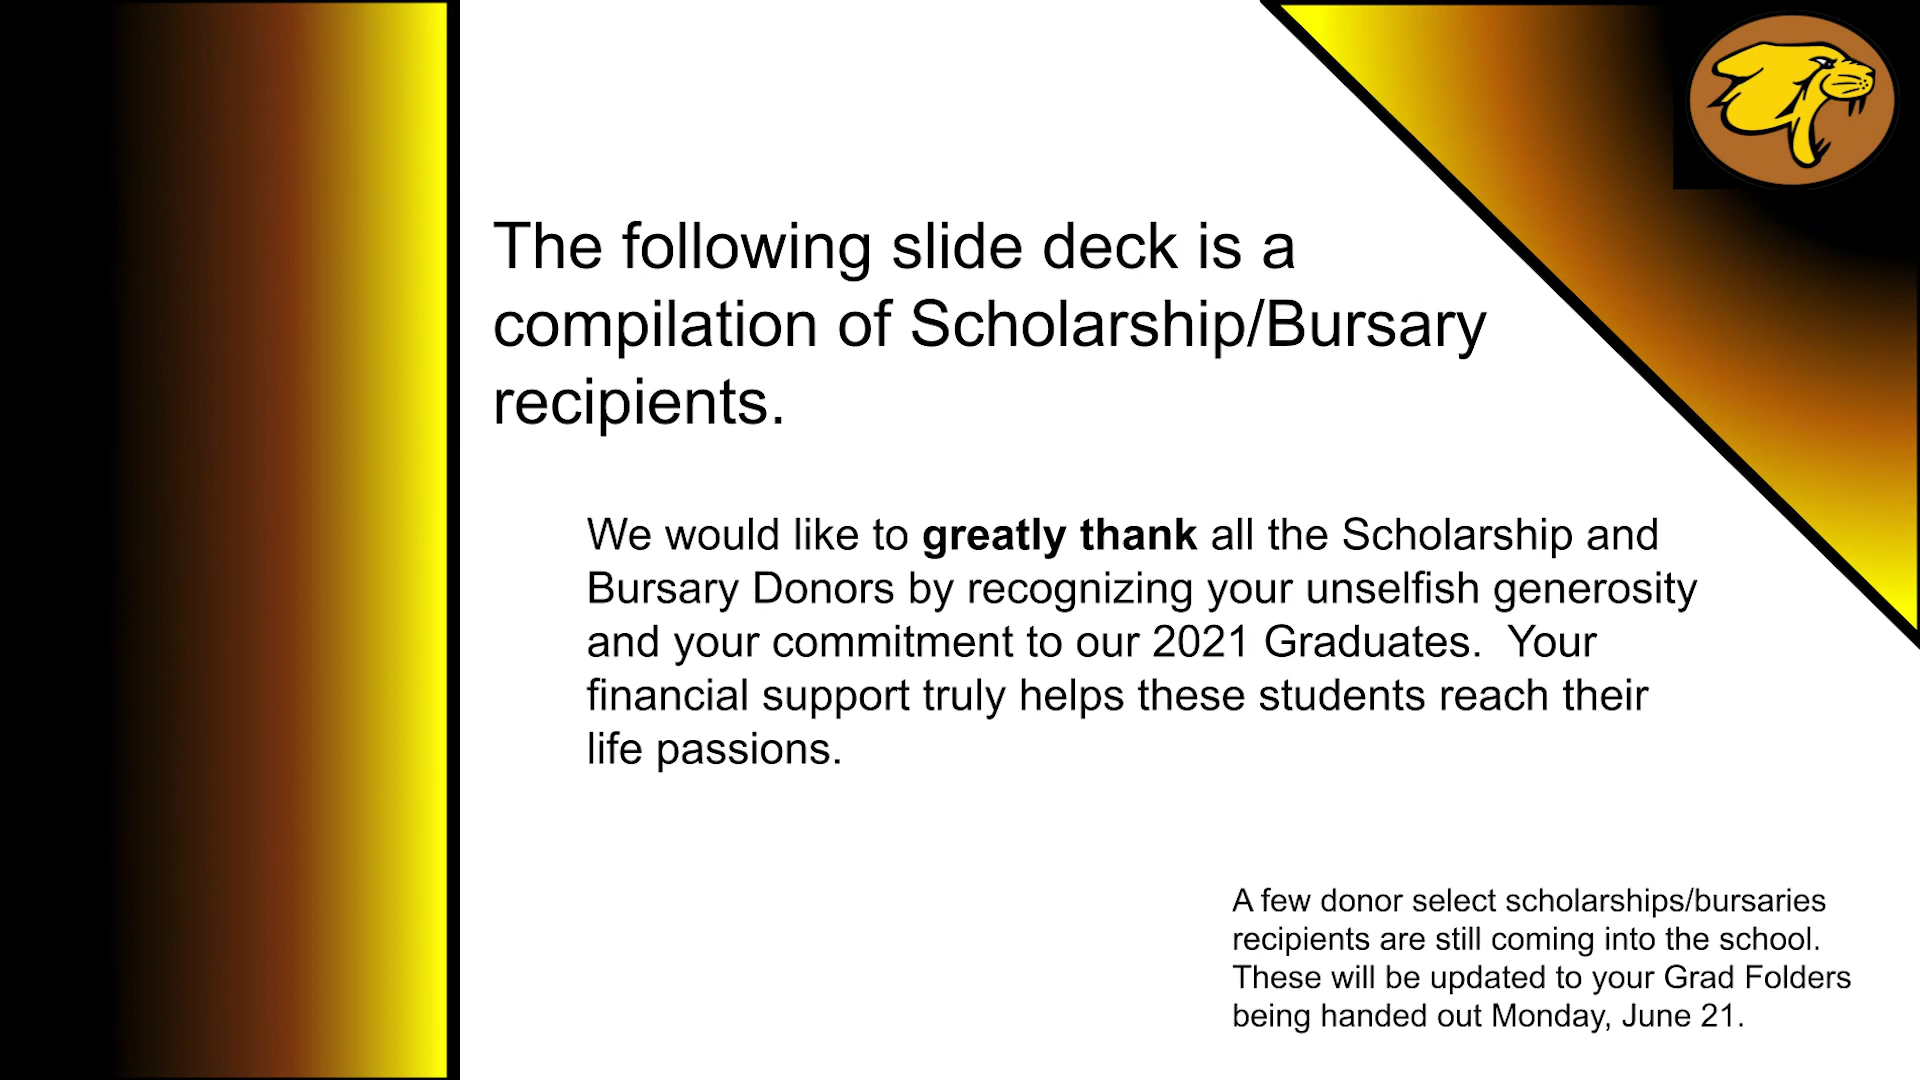 The following slide deck is a
compilation of Scholarship/Bursary
recipients.
We would like to greatly thank all the Scholarship and
Bursary Donors by recognizing your unselfish generosity
and your commitment to our 2021 Graduates.  Your
financial support truly helps these students reach their
life passions.
A few donor select scholarships/bursaries
recipients are still coming into the school.
These will be updated to your Grad Folders
being handed out Monday, June 21.